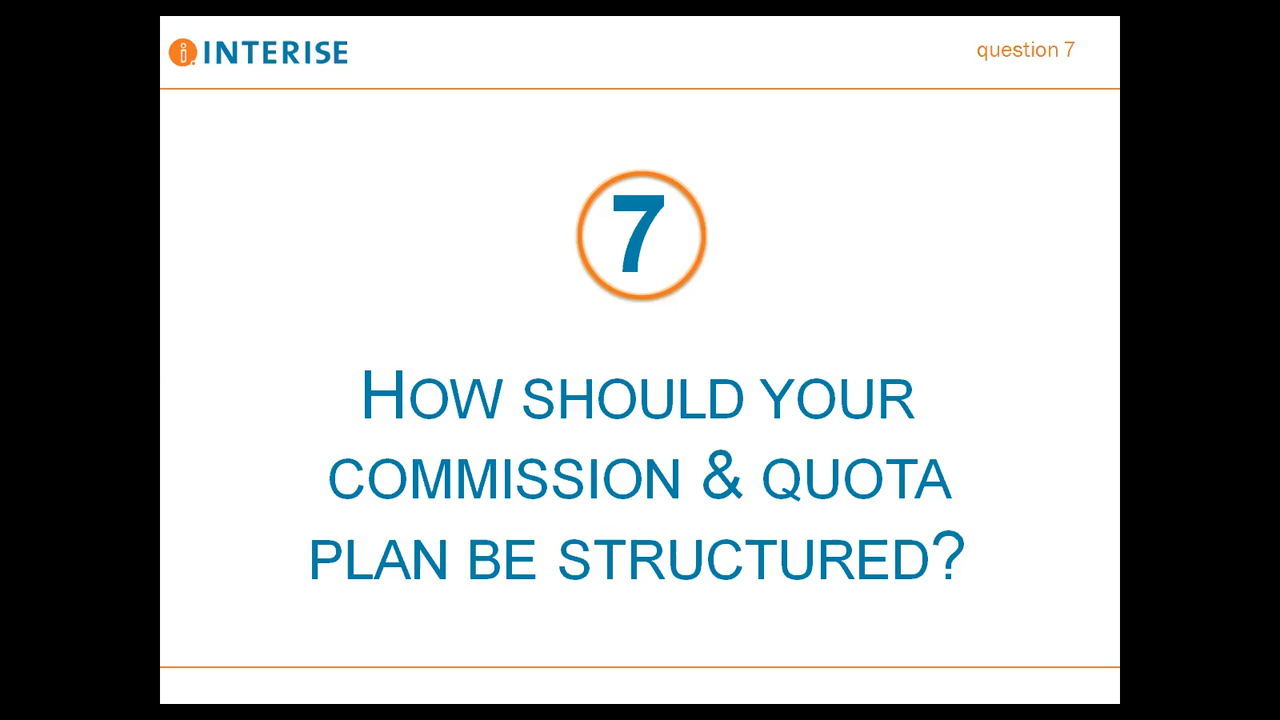 INTERISE
question 7
7
HOW SHOULD YOUR
COMMISSION & QUOTA
PLAN BE STRUCTURED?